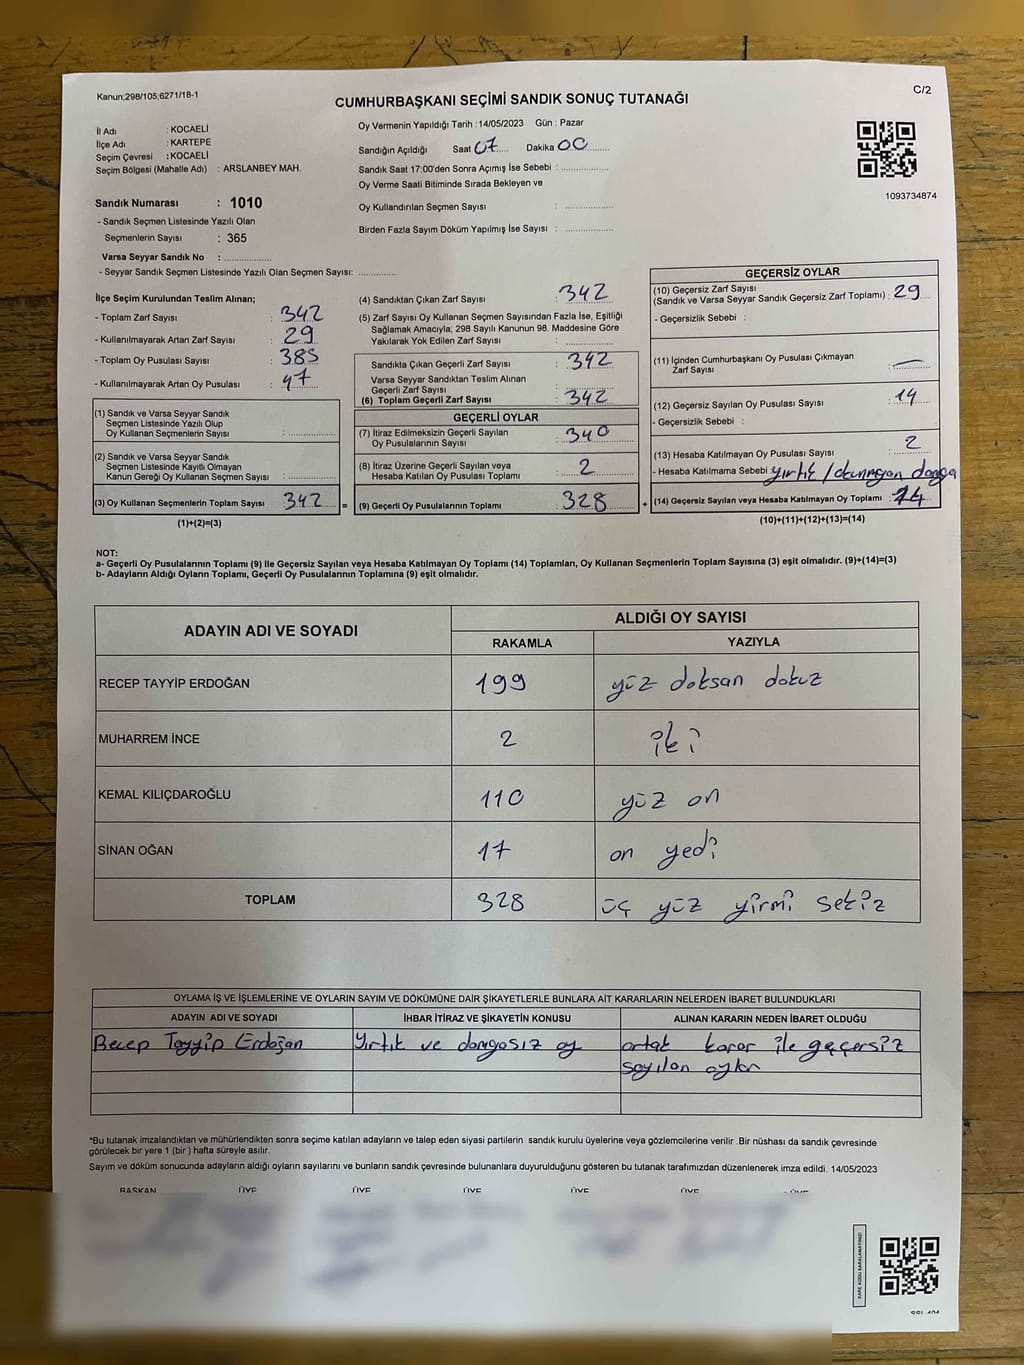 Kanun;298/105;6271/18-1
C/2
CUMHURBAŞKANI SEÇİMİ SANDIK SONUÇ TUTANAĞI
İl Adı : KOCAELİ
İlçe Adı : KARTEPE
Seçim Çevresi : KOCAELİ
Seçim Bölgesi (Mahalle Adı) : ARSLANBEY MAH.
Sandık Numarası : 1010
- Sandık Seçmen Listesinde Yazılı Olan
Seçmenlerin Sayısı : 365
Varsa Seyyar Sandık No : ..............
- Seyyar Sandık Seçmen Listesinde Yazılı Olan Seçmen Sayısı: ............
Oy Vermenin Yapıldığı Tarih :14/05/2023 Gün : Pazar
Sandığın Açıldığı Saat 07 Dakika 00
Sandık Saat 17:00'den Sonra Açımış İse Sebebi : ..............
Oy Verme Saati Bitiminde Sırada Bekleyen ve
Oy Kullandırılan Seçmen Sayısı : ..............
Birden Fazla Sayım Döküm Yapılmış İse Sayısı : ..............
1093734874
İlçe Seçim Kurulundan Teslim Alınan;
- Toplam Zarf Sayısı : 342
- Kullanılmayarak Artan Zarf Sayısı : 29
- Toplam Oy Pusulası Sayısı : 385
- Kullanılmayarak Artan Oy Pusulası : 47
(1) Sandık ve Varsa Seyyar Sandık
Seçmen Listesinde Yazılı Olup
Oy Kullanan Seçmenlerin Sayısı : ..............
(2) Sandık ve Varsa Seyyar Sandık
Seçmen Listesinde Kayıtlı Olmayan
Kanun Gereği Oy Kullanan Seçmen Sayısı : ..............
(3) Oy Kullanan Seçmenlerin Toplam Sayısı : 342 =
(1)+(2)=(3)
(4) Sandıktan Çıkan Zarf Sayısı : 342
(5) Zarf Sayısı Oy Kullanan Seçmen Sayısından Fazla İse, Eşitliği
Sağlamak Amacıyla; 298 Sayılı Kanunun 98. Maddesine Göre
Yakılarak Yok Edilen Zarf Sayısı : ..............
Sandıkta Çıkan Geçerli Zarf Sayısı : 342
Varsa Seyyar Sandıktan Teslim Alınan
Geçerli Zarf Sayısı
(6) Toplam Geçerli Zarf Sayısı : 342
GEÇERLİ OYLAR
(7) İtiraz Edilmeksizin Geçerli Sayılan
Oy Pusulalarının Sayısı : 340
(8) İtiraz Üzerine Geçerli Sayılan veya
Hesaba Katılan Oy Pusulası Toplamı : 2
(9) Geçerli Oy Pusulalarının Toplamı : 328 +
GEÇERSİZ OYLAR
(10) Geçersiz Zarf Sayısı
(Sandık ve Varsa Seyyar Sandık Geçersiz Zarf Toplamı) : 29
- Geçersizlik Sebebi :
(11) İçinden Cumhurbaşkanı Oy Pusulası Çıkmayan
Zarf Sayısı : —
(12) Geçersiz Sayılan Oy Pusulası Sayısı : 14
- Geçersizlik Sebebi :
(13) Hesaba Katılmayan Oy Pusulası Sayısı : 2
- Hesaba Katılmama Sebebi : yırtık / okunmayan damga
(14) Geçersiz Sayılan veya Hesaba Katılmayan Oy Toplamı : 14
(10)+(11)+(12)+(13)=(14)
NOT:
a- Geçerli Oy Pusulalarının Toplamı (9) İle Geçersiz Sayılan veya Hesaba Katılmayan Oy Toplamı (14) Toplamları, Oy Kullanan Seçmenlerin Toplam Sayısına (3) eşit olmalıdır. (9)+(14)=(3)
b- Adayların Aldığı Oyların Toplamı, Geçerli Oy Pusulalarının Toplamına (9) eşit olmalıdır.
ADAYIN ADI VE SOYADI ALDIĞI OY SAYISI
RAKAMLA YAZIYLA
RECEP TAYYİP ERDOĞAN 199 yüz doksan dokuz
MUHARREM İNCE 2 iki
KEMAL KILIÇDAROĞLU 110 yüz on
SİNAN OĞAN 17 on yedi
TOPLAM 328 üç yüz yirmi sekiz
OYLAMA İŞ VE İŞLEMLERİNE VE OYLARIN SAYIM VE DÖKÜMÜNE DAİR ŞİKAYETLERLE BUNLARA AİT KARARLARIN NELERDEN İBARET BULUNDUKLARI
ADAYIN ADI VE SOYADI İHBAR İTİRAZ VE ŞİKAYETİN KONUSU ALINAN KARARIN NEDEN İBARET OLDUĞU
Recep Tayyip Erdoğan Yırtık ve damgasız oy ortak karar ile geçersiz
sayılan oylar
*Bu tutanak imzalandıktan ve mühürlendikten sonra seçime katılan adayların ve talep eden siyasi partilerin sandık kurulu üyelerine veya gözlemcilerine verilir .Bir nüshası da sandık çevresinde
görülecek bir yere 1 (bir ) hafta süreyle asılır.
Sayım ve döküm sonucunda adayların aldığı oyların sayılarını ve bunların sandık çevresinde bulunanlara duyurulduğunu gösteren bu tutanak tarafımızdan düzenlenerek imza edildi. 14/05/2023
BAŞKAN ÜYE ÜYE ÜYE ÜYE ÜYE ÜYE
KARE KODU KARALAMAYINIZ!